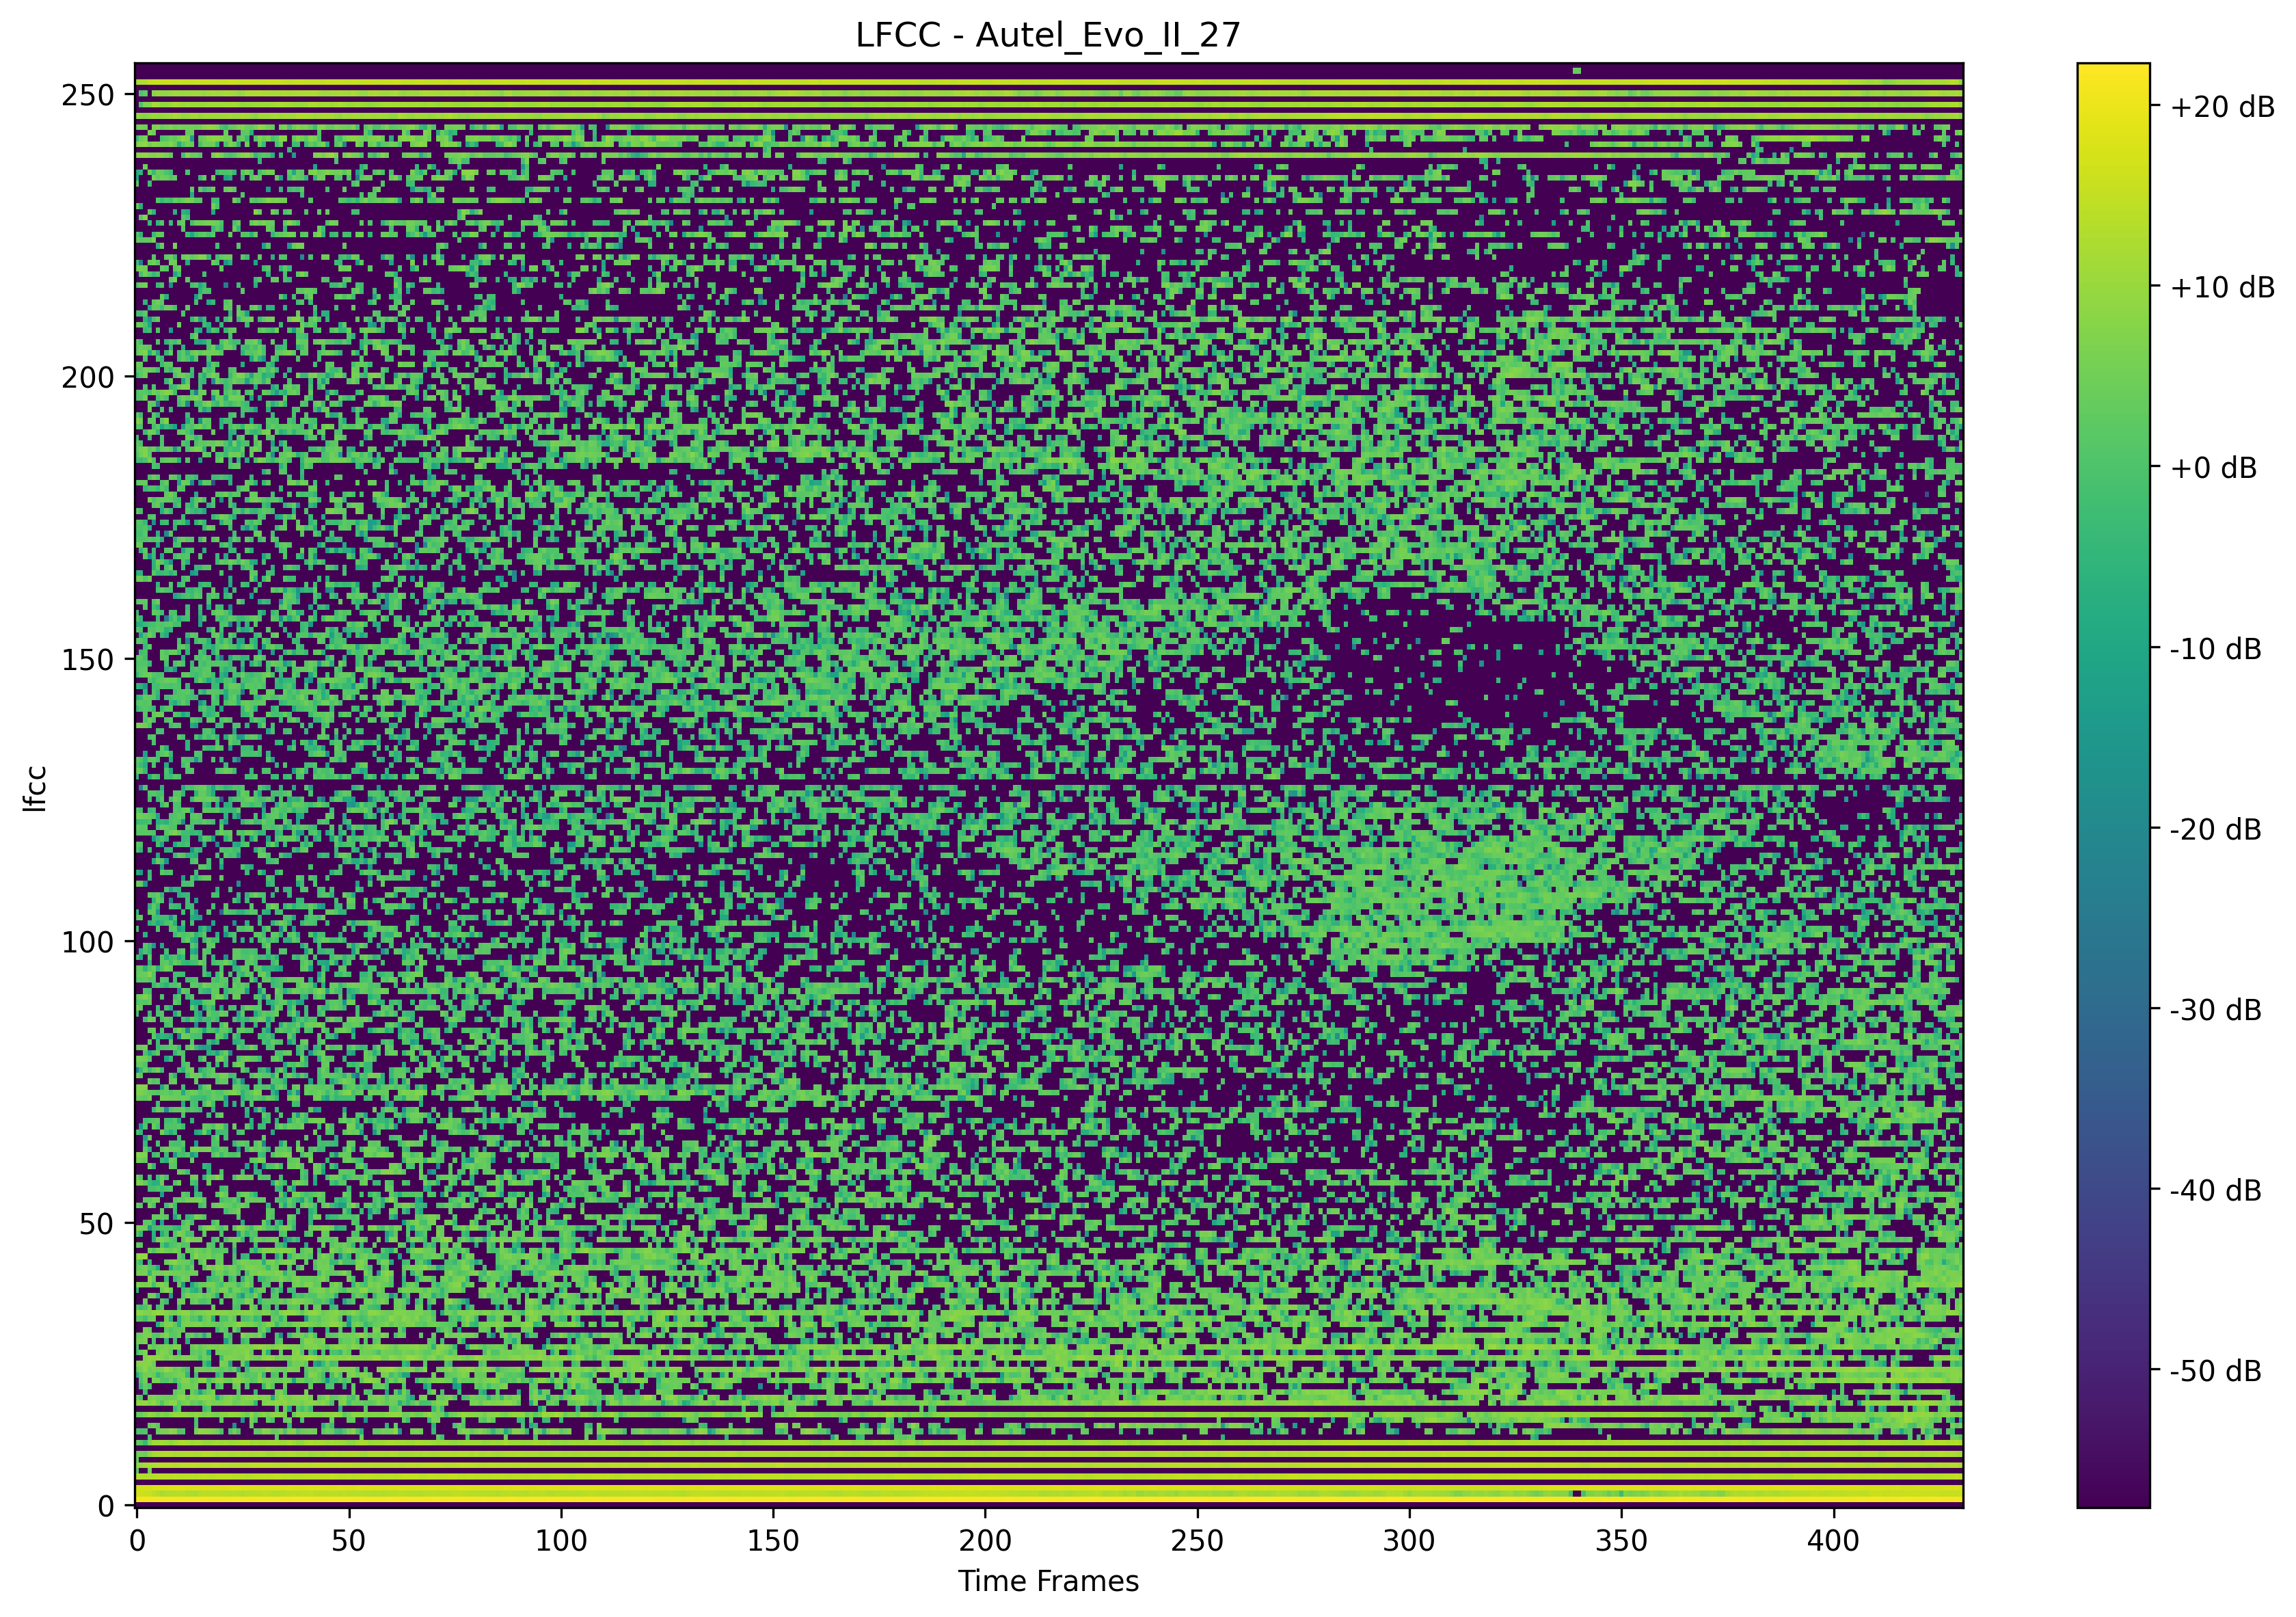 LFCC - Autel_Evo_II_27
250
200
150
100
50
0
lfcc
0 50 100 150 200 250 300 350 400
Time Frames
+20 dB
+10 dB
+0 dB
-10 dB
-20 dB
-30 dB
-40 dB
-50 dB